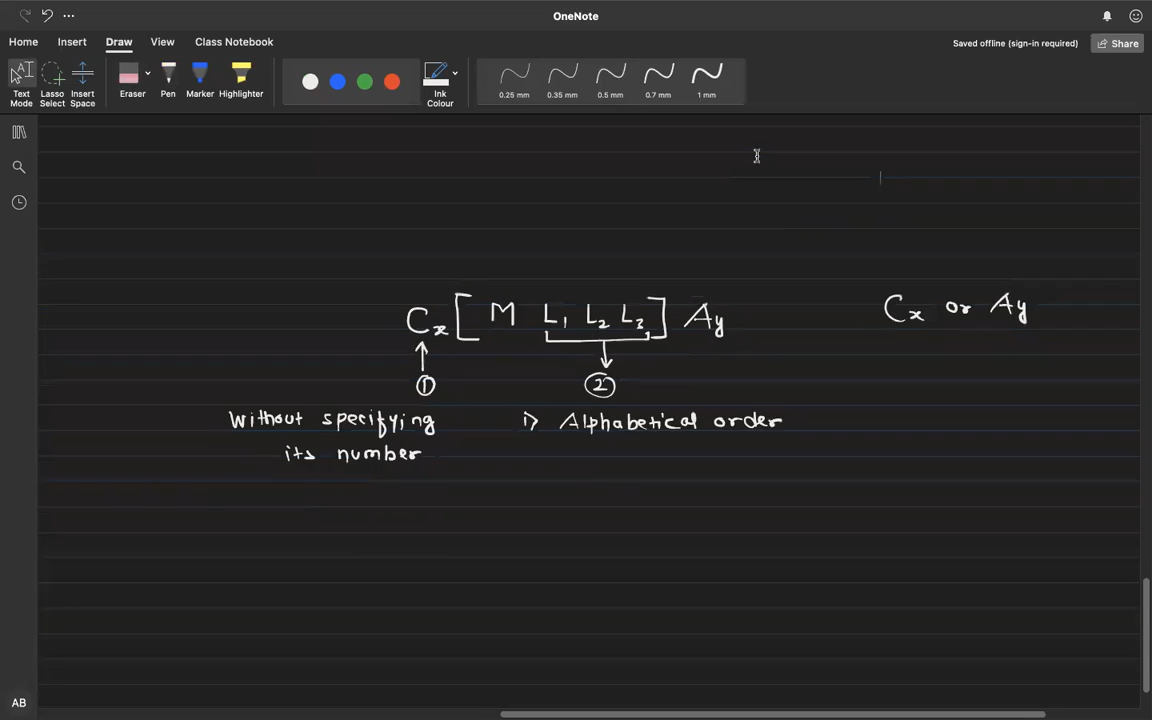 OneNote
Home Insert Draw View Class Notebook
Saved offline (sign-in required) Share
Text Mode Lasso Select Insert Space Eraser Pen Marker Highlighter Ink Colour 0.25 mm 0.35 mm 0.5 mm 0.7 mm 1 mm
Cx [ M L1 L2 L3 ] Ay Cx or Ay
① ②
Without specifying i) Alphabetical order
its number
AB